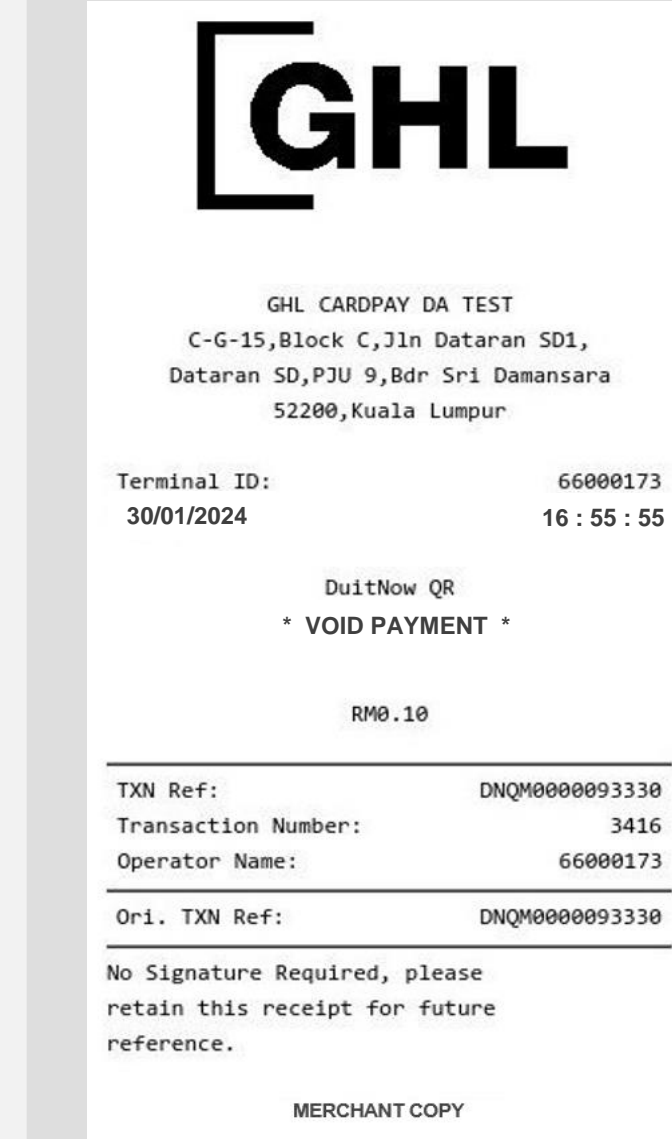 GHL
GHL CARDPAY DA TEST
C-G-15,Block C,Jln Dataran SD1,
Dataran SD,PJU 9,Bdr Sri Damansara
52200,Kuala Lumpur
Terminal ID: 66000173
30/01/2024 16 : 55 : 55
DuitNow QR
* VOID PAYMENT *
RM0.10
TXN Ref: DNQM0000093330
Transaction Number: 3416
Operator Name: 66000173
Ori. TXN Ref: DNQM0000093330
No Signature Required, please
retain this receipt for future
reference.
MERCHANT COPY